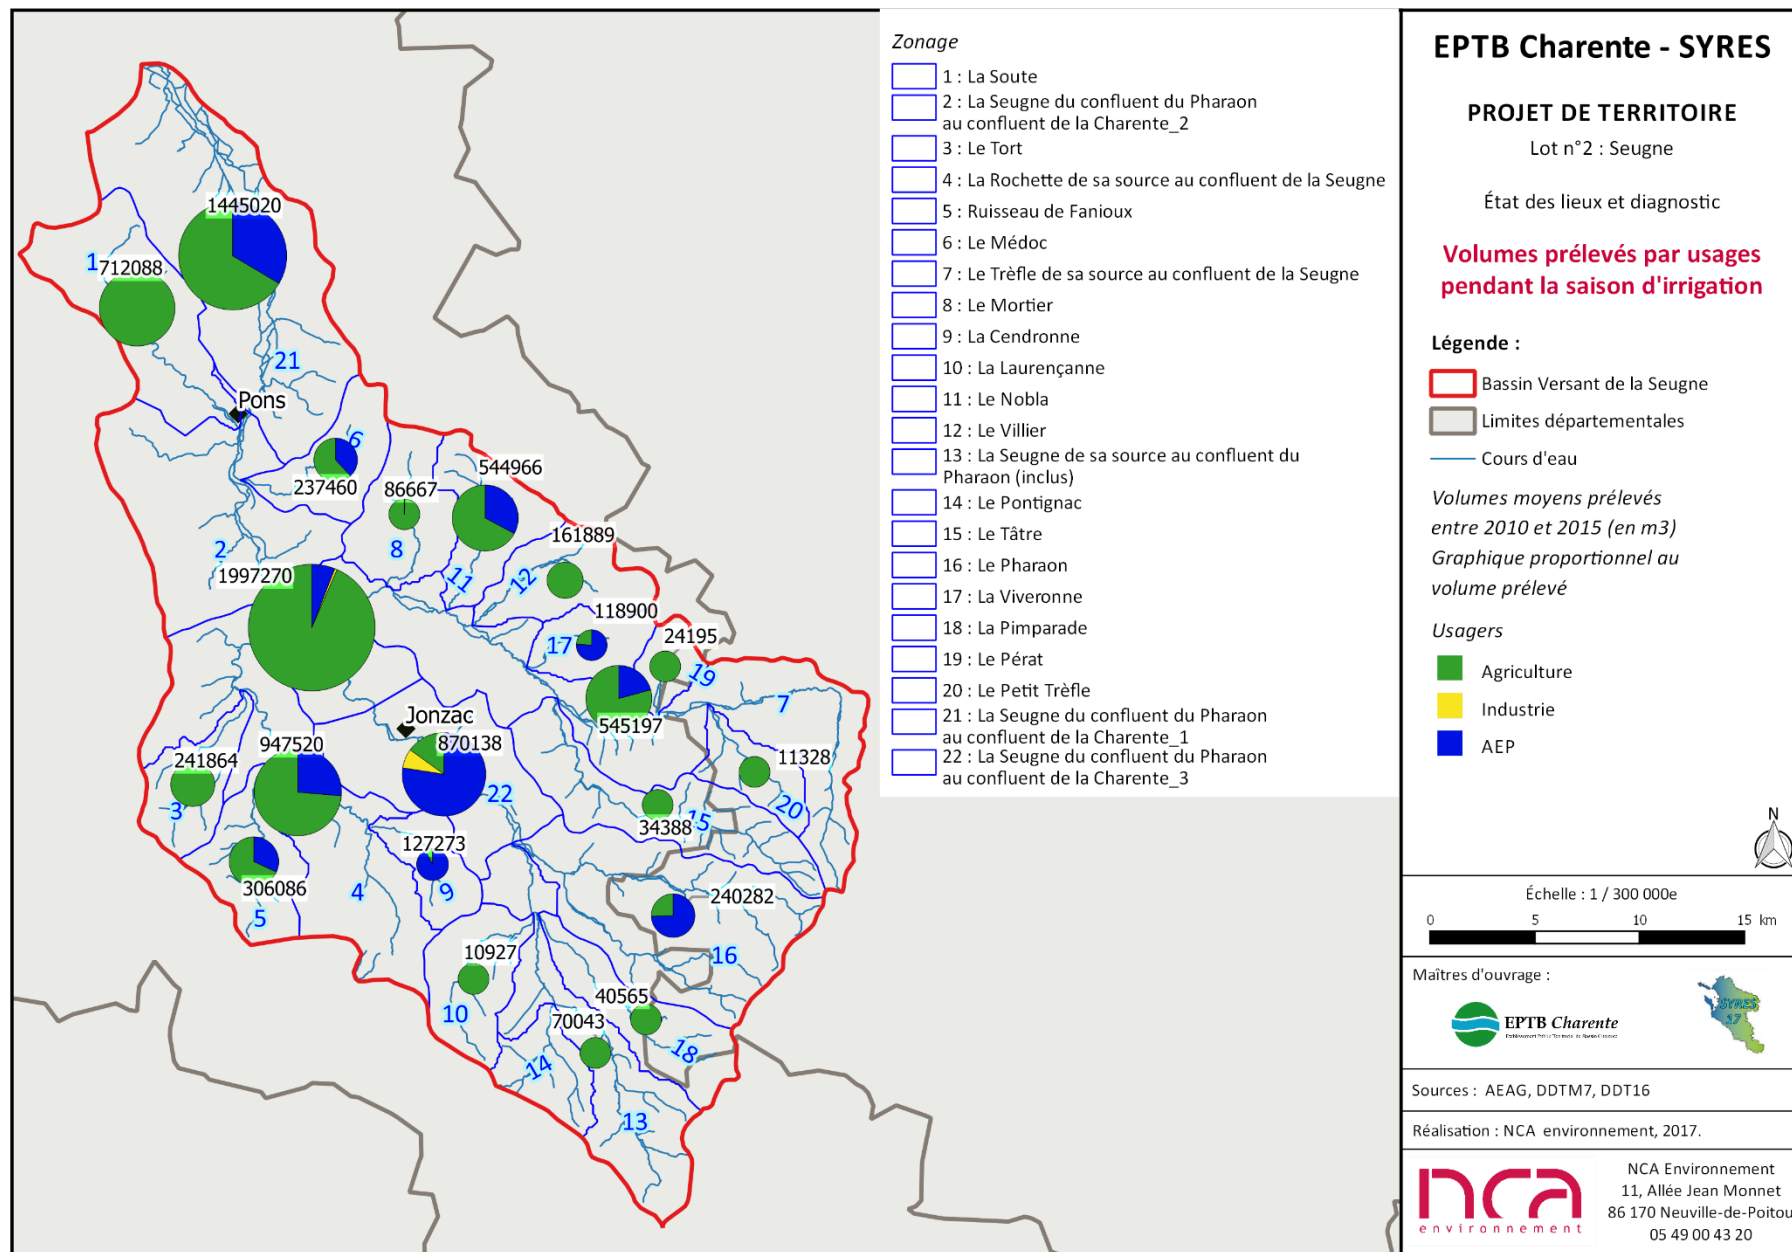 Zonage
1 : La Soute
2 : La Seugne du confluent du Pharaon
au confluent de la Charente_2
3 : Le Tort
4 : La Rochette de sa source au confluent de la Seugne
5 : Ruisseau de Fanioux
6 : Le Médoc
7 : Le Trèfle de sa source au confluent de la Seugne
8 : Le Mortier
9 : La Cendronne
10 : La Laurençanne
11 : Le Nobla
12 : Le Villier
13 : La Seugne de sa source au confluent du
Pharaon (inclus)
14 : Le Pontignac
15 : Le Tâtre
16 : Le Pharaon
17 : La Viveronne
18 : La Pimparade
19 : Le Pérat
20 : Le Petit Trèfle
21 : La Seugne du confluent du Pharaon
au confluent de la Charente_1
22 : La Seugne du confluent du Pharaon
au confluent de la Charente_3
1445020
1
712088
21
Pons
6
237460
86667
544966
161889
2
8
11
12
1997270
118900
17
24195
19
7
545197
Jonzac
947520
870138
241864
11328
3
22
20
34388
15
127273
306086
4
9
5
240282
10927
16
40565
10
70043
18
14
13
EPTB Charente - SYRES
PROJET DE TERRITOIRE
Lot n°2 : Seugne
État des lieux et diagnostic
Volumes prélevés par usages
pendant la saison d'irrigation
Légende :
Bassin Versant de la Seugne
Limites départementales
Cours d'eau
Volumes moyens prélevés
entre 2010 et 2015 (en m3)
Graphique proportionnel au
volume prélevé
Usagers
Agriculture
Industrie
AEP
N
Échelle : 1 / 300 000e
0 5 10 15 km
Maîtres d'ouvrage :
EPTB Charente
SYRES
17
Sources : AEAG, DDTM7, DDT16
Réalisation : NCA environnement, 2017.
nca
environnement
NCA Environnement
11, Allée Jean Monnet
86 170 Neuville-de-Poitou
05 49 00 43 20